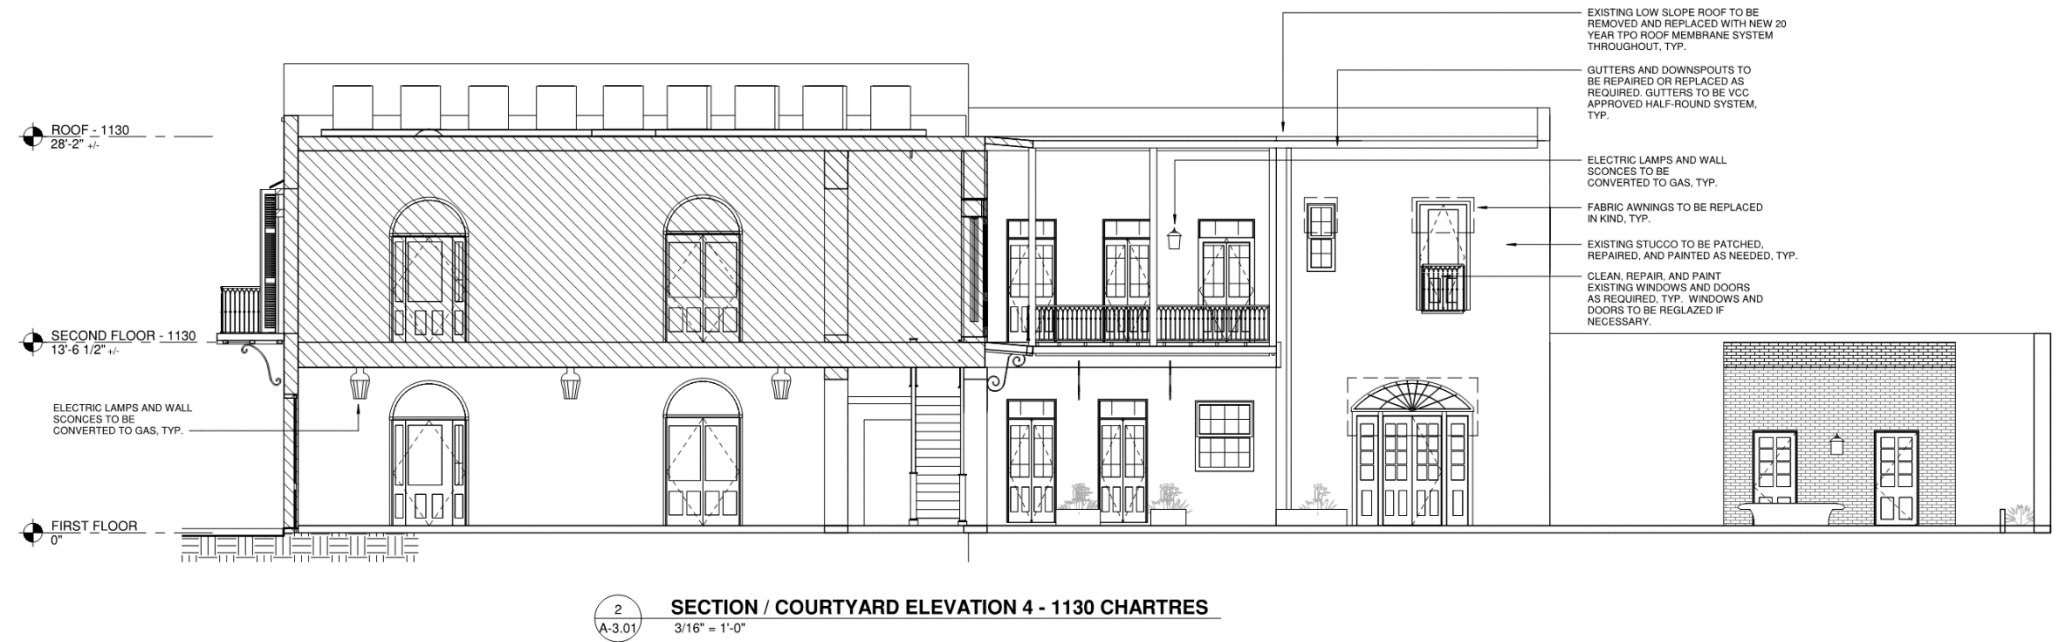 EXISTING LOW SLOPE ROOF TO BE
REMOVED AND REPLACED WITH NEW 20
YEAR TPO ROOF MEMBRANE SYSTEM
THROUGHOUT, TYP.
GUTTERS AND DOWNSPOUTS TO
BE REPAIRED OR REPLACED AS
REQUIRED. GUTTERS TO BE VCC
APPROVED HALF-ROUND SYSTEM,
TYP.
ROOF - 1130
28'-2" +/-
ELECTRIC LAMPS AND WALL
SCONCES TO BE
CONVERTED TO GAS, TYP.
FABRIC AWNINGS TO BE REPLACED
IN KIND, TYP.
EXISTING STUCCO TO BE PATCHED,
REPAIRED, AND PAINTED AS NEEDED, TYP.
CLEAN, REPAIR, AND PAINT
EXISTING WINDOWS AND DOORS
AS REQUIRED, TYP. WINDOWS AND
DOORS TO BE REGLAZED IF
NECESSARY.
SECOND FLOOR - 1130
13'-6 1/2" +/-
ELECTRIC LAMPS AND WALL
SCONCES TO BE
CONVERTED TO GAS, TYP.
FIRST FLOOR
0"
2
A-3.01
SECTION / COURTYARD ELEVATION 4 - 1130 CHARTRES
3/16" = 1'-0"